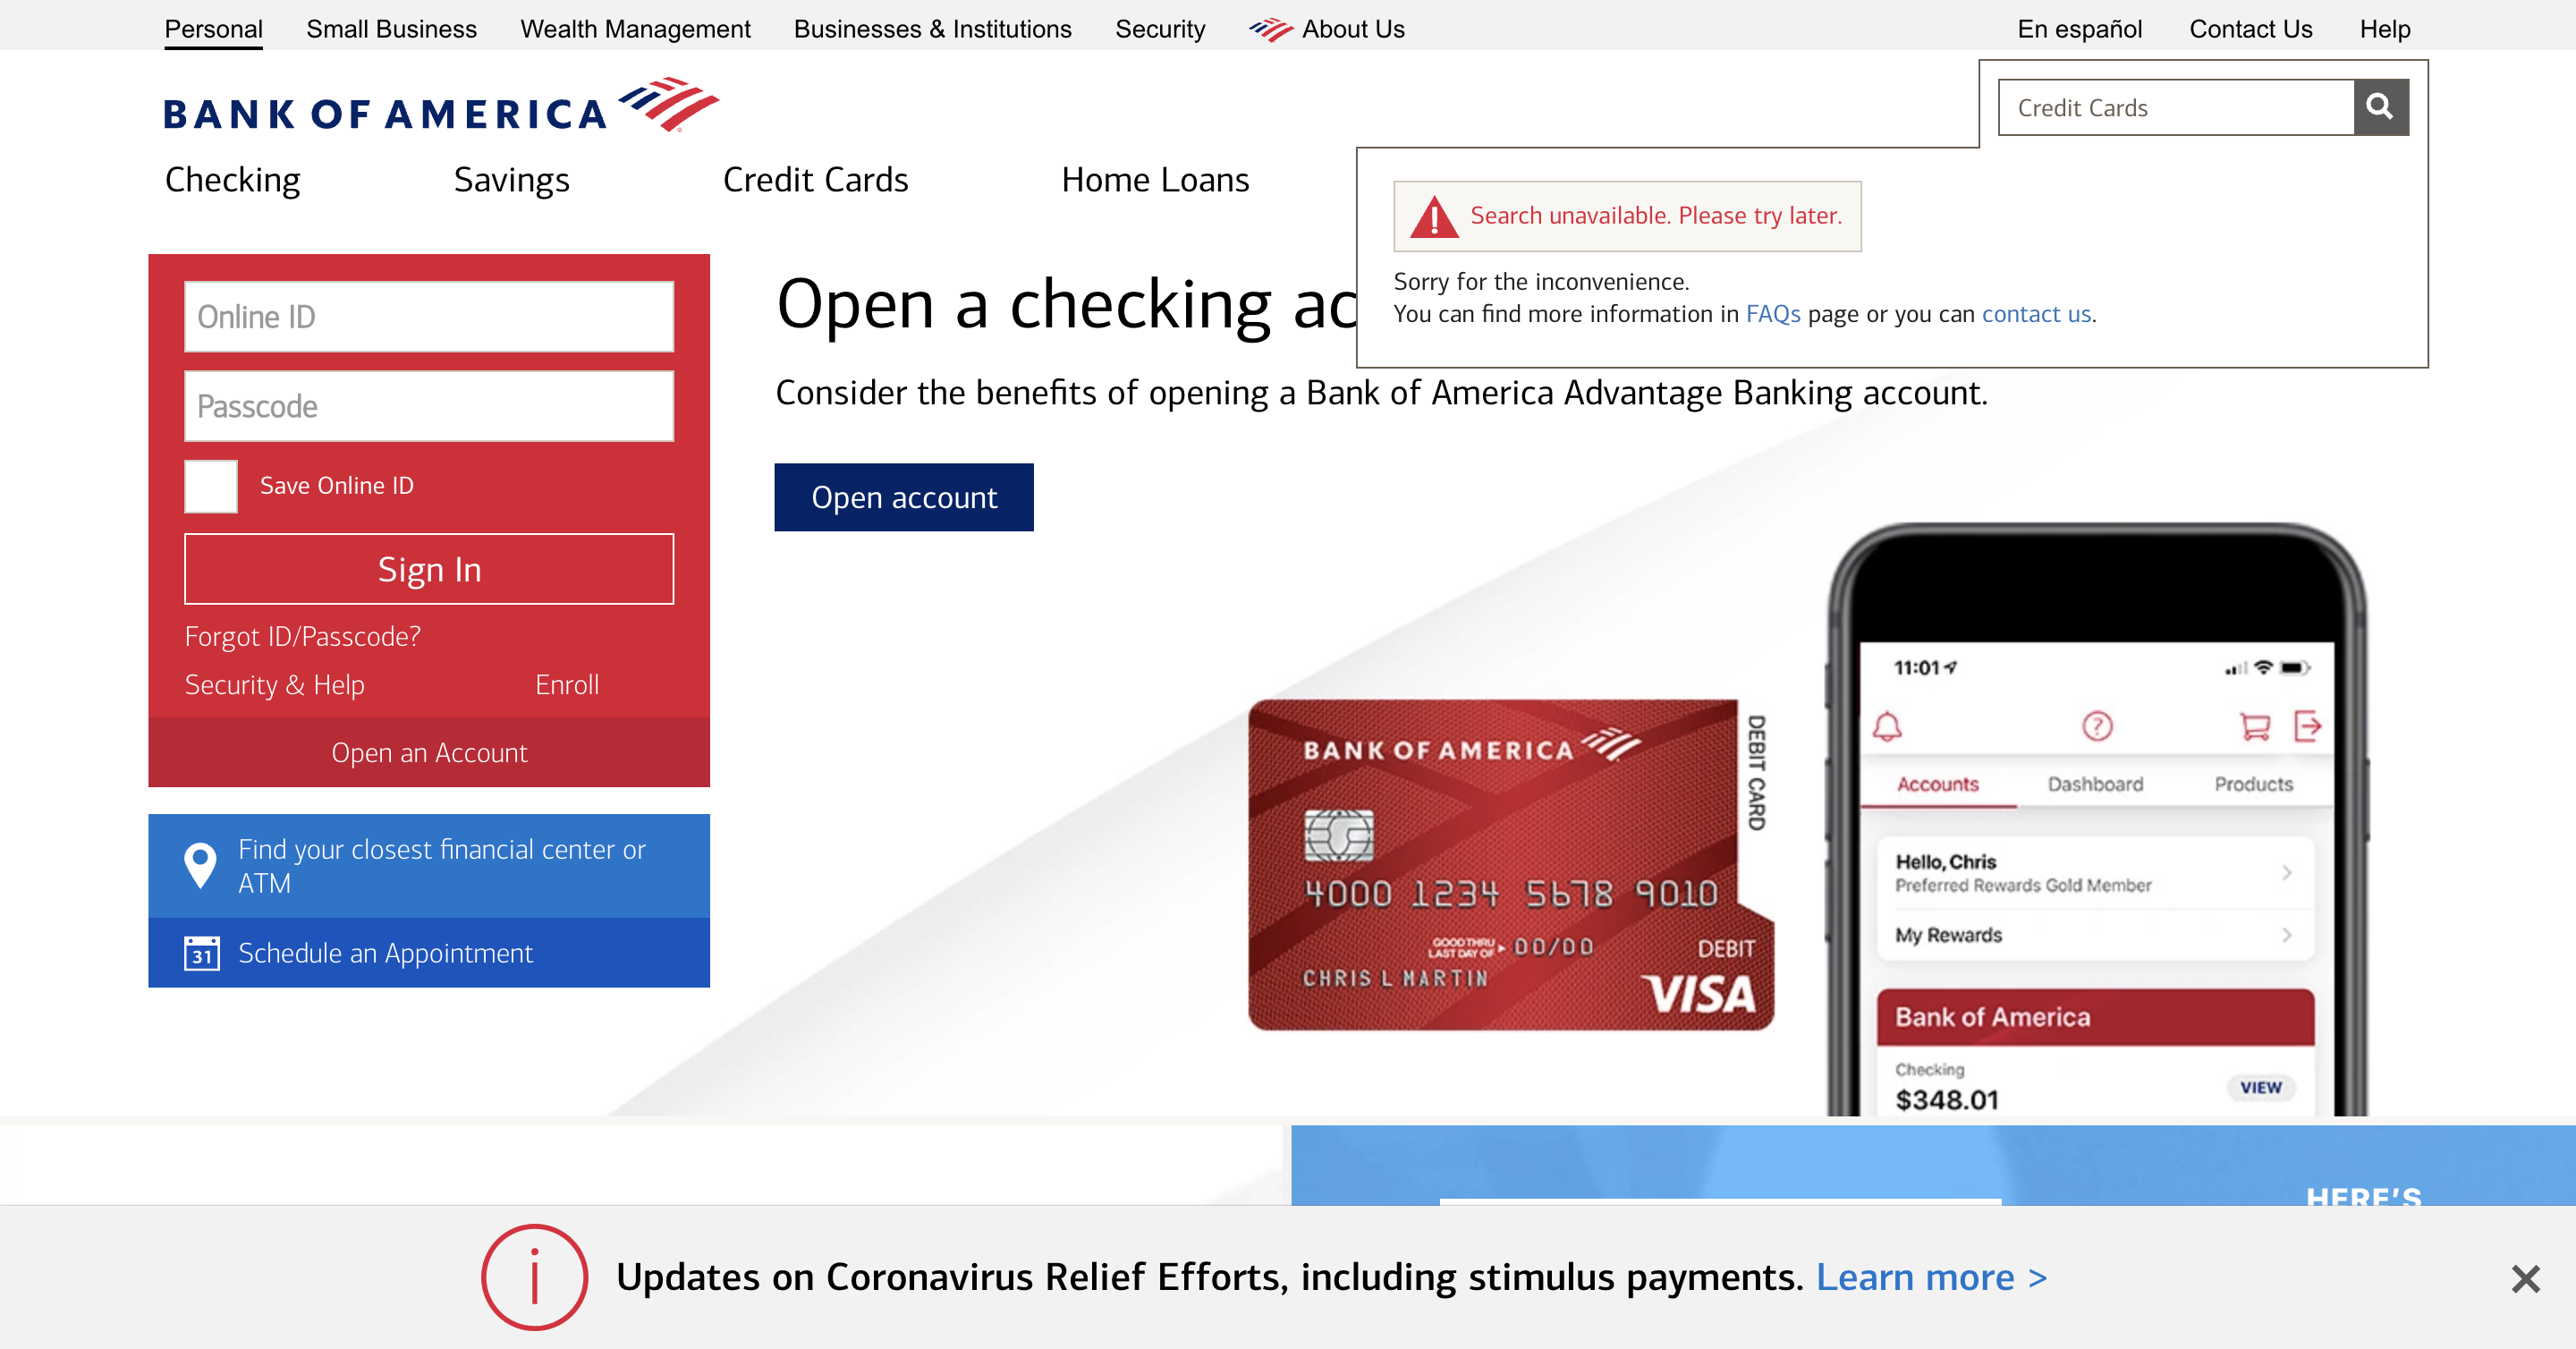 Personal Small Business Wealth Management Businesses & Institutions Security About Us En español Contact Us Help
BANK OF AMERICA
Credit Cards
Checking Savings Credit Cards Home Loans
Search unavailable. Please try later.
Sorry for the inconvenience.
You can find more information in FAQs page or you can contact us.
Online ID
Passcode
Save Online ID
Sign In
Forgot ID/Passcode?
Security & Help Enroll
Open an Account
Find your closest financial center or
ATM
31 Schedule an Appointment
Open a checking ac
Consider the benefits of opening a Bank of America Advantage Banking account.
Open account
BANK OF AMERICA
DEBIT CARD
4000 1234 5678 9010
GOOD THRU
LAST DAY OF 00/00
DEBIT
CHRIS L MARTIN
VISA
11:01
Accounts Dashboard Products
Hello, Chris
Preferred Rewards Gold Member
My Rewards
Bank of America
Checking
$348.01
VIEW
HERE'S
Updates on Coronavirus Relief Efforts, including stimulus payments. Learn more >